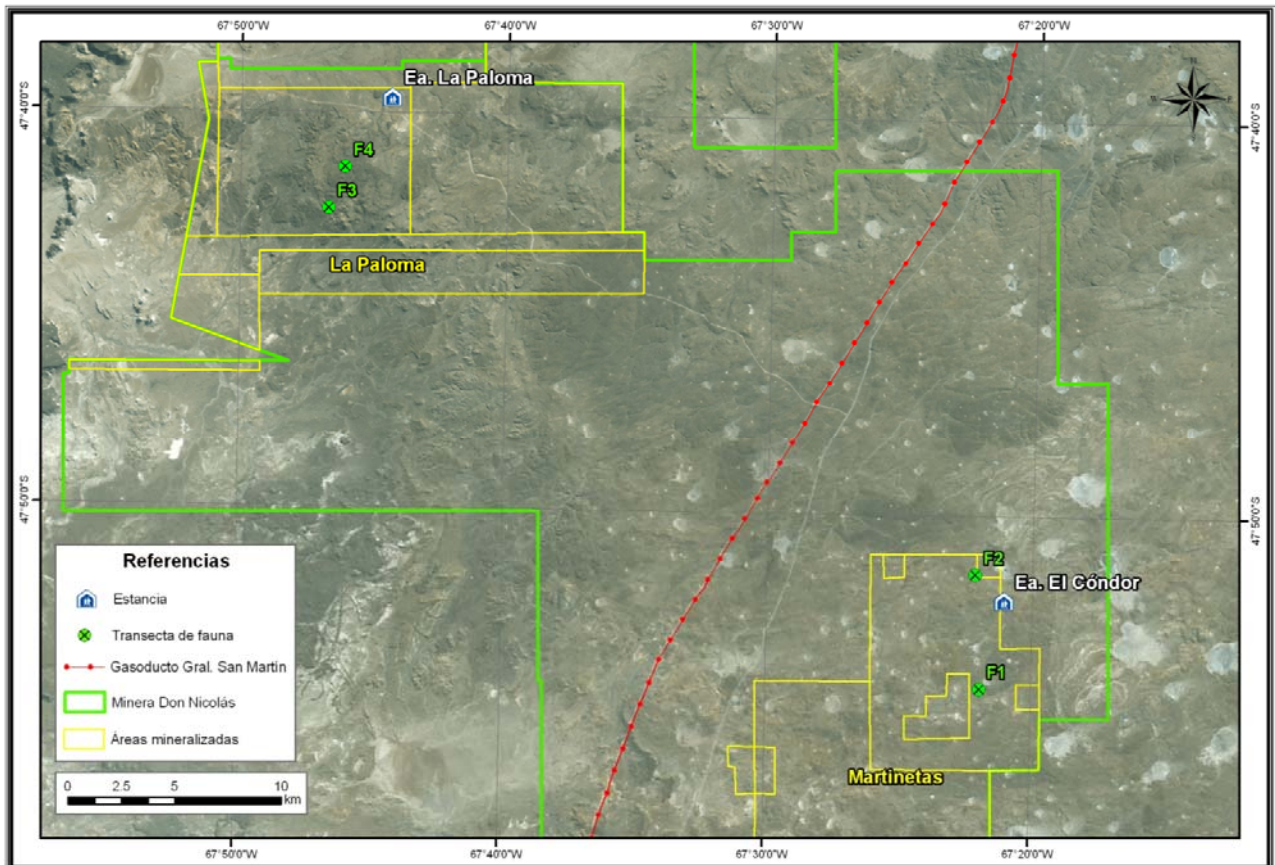 67°50'0"W 67°40'0"W 67°30'0"W 67°20'0"W
47°40'0"S
47°40'0"S
Ea. La Paloma
F4
F3
La Paloma
47°50'0"S
47°50'0"S
F2
Ea. El Cóndor
F1
Martinetas
Referencias
Estancia
Transecta de fauna
Gasoducto Gral. San Martín
Minera Don Nicolás
Áreas mineralizadas
0 2.5 5 10
km
67°50'0"W 67°40'0"W 67°30'0"W 67°20'0"W